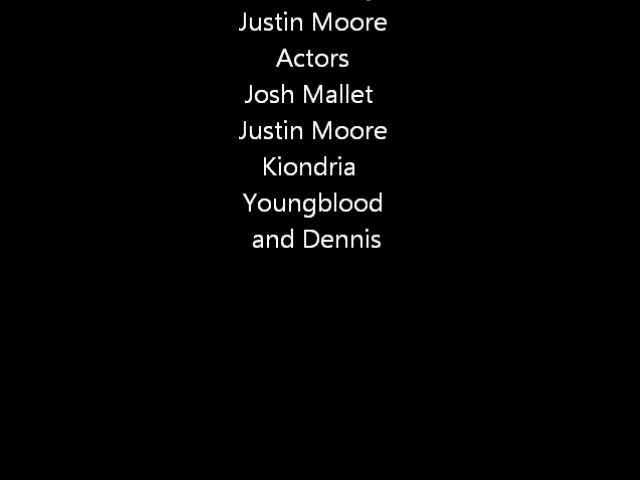 Justin Moore
Actors
Josh Mallet
Justin Moore
Kiondria
Youngblood
and Dennis